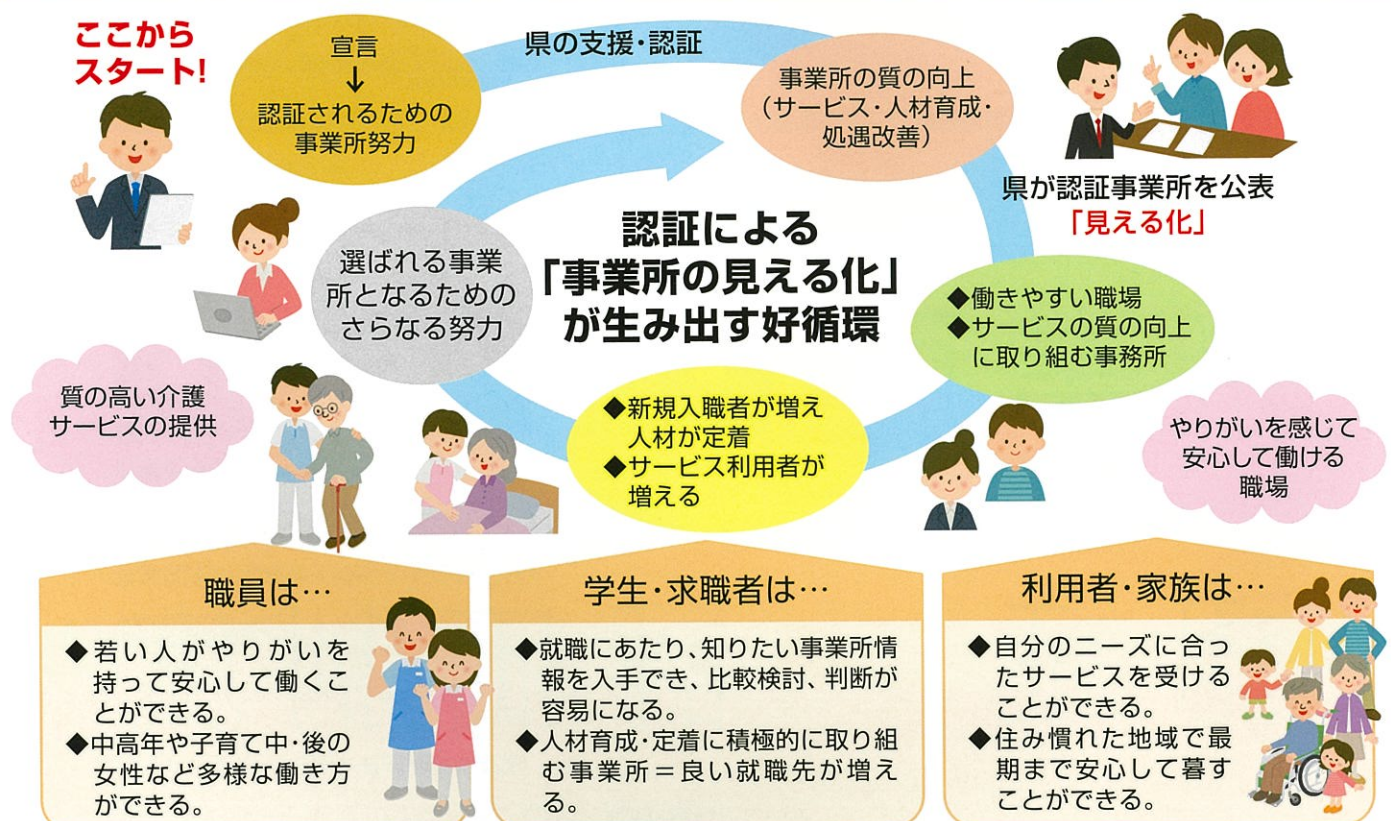 ここから
スタート!
宣言
↓
認証されるための
事業所努力
県の支援・認証
事業所の質の向上
(サービス・人材育成・
処遇改善)
県が認証事業所を公表
「見える化」
認証による
「事業所の見える化」
が生み出す好循環
選ばれる事業
所となるための
さらなる努力
◆働きやすい職場
◆サービスの質の向上
に取り組む事務所
質の高い介護
サービスの提供
◆新規入職者が増え
人材が定着
◆サービス利用者が
増える
やりがいを感じて
安心して働ける
職場
職員は…
◆若い人がやりがいを
持って安心して働くこ
とができる。
◆中高年や子育て中・後の
女性など多様な働き方
ができる。
学生・求職者は…
◆就職にあたり、知りたい事業所情
報を入手でき、比較検討、判断が
容易になる。
◆人材育成・定着に積極的に取り組
む事業所=良い就職先が増え
る。
利用者・家族は…
◆自分のニーズに合っ
たサービスを受ける
ことができる。
◆住み慣れた地域で最
期まで安心して暮す
ことができる。